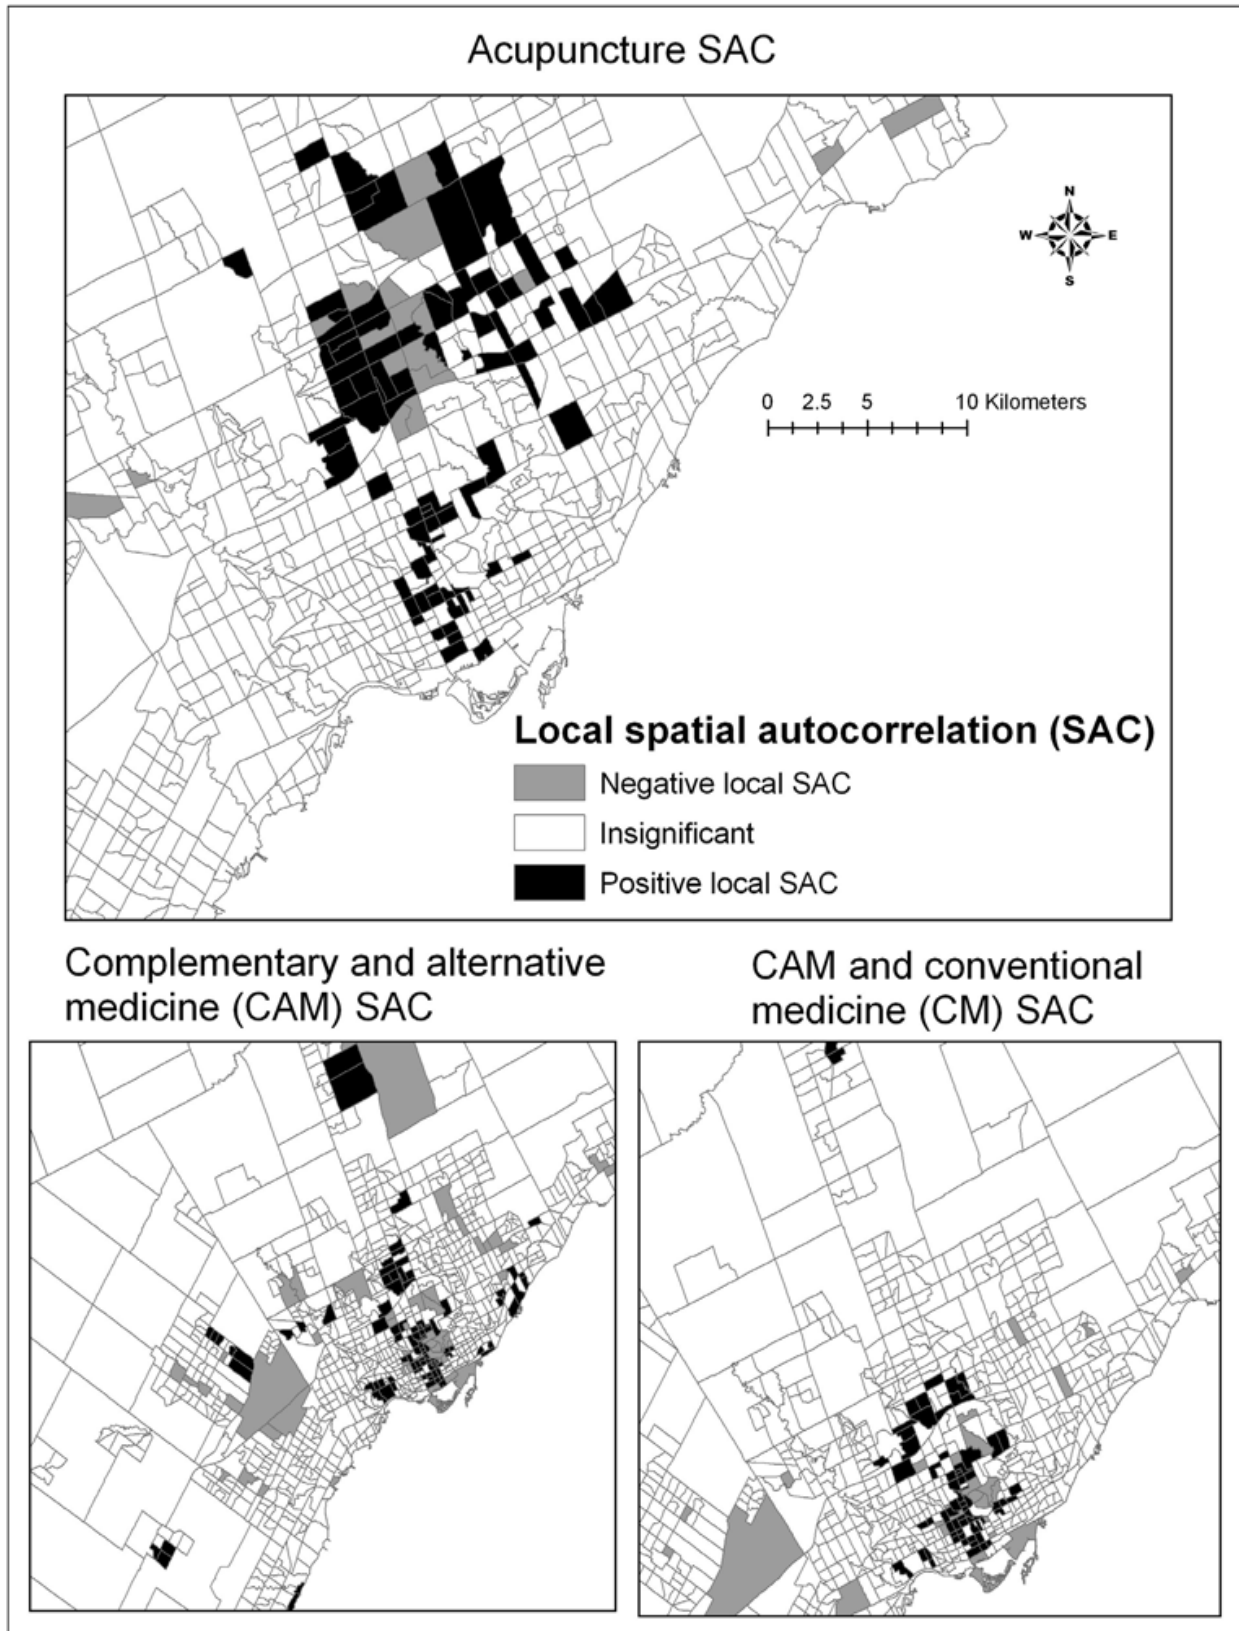 Acupuncture SAC
N
W E
S
0 2.5 5 10 Kilometers
Local spatial autocorrelation (SAC)
Negative local SAC
Insignificant
Positive local SAC
Complementary and alternative
medicine (CAM) SAC
CAM and conventional
medicine (CM) SAC